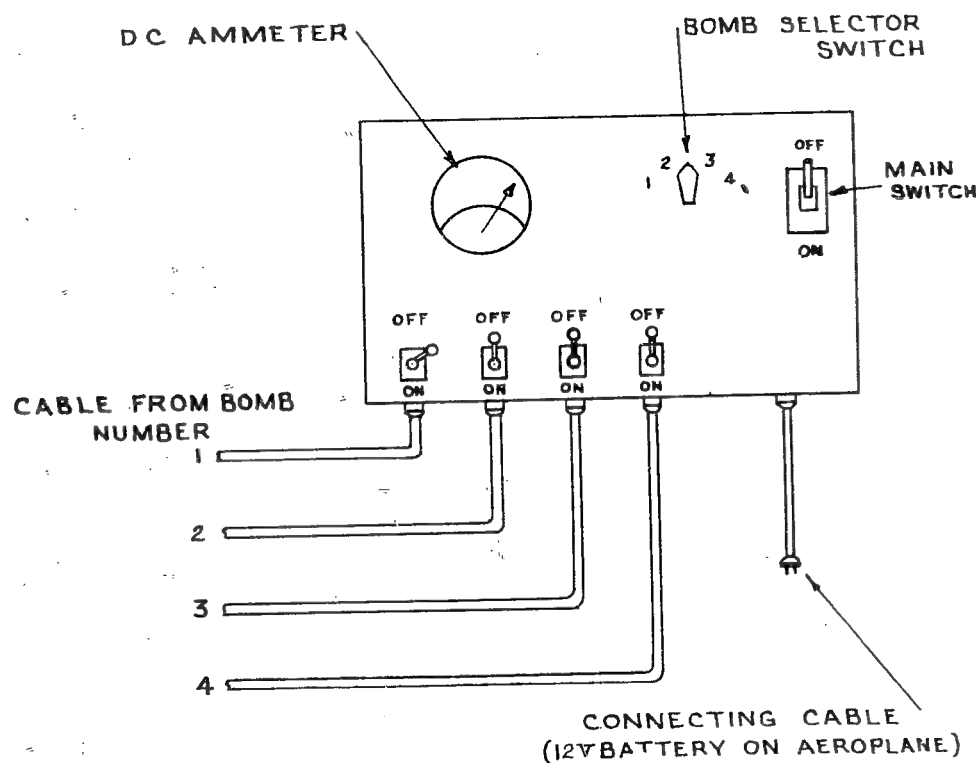 DC AMMETER
BOMB SELECTOR
SWITCH
1 2 3 4
OFF
MAIN
SWITCH
ON
OFF OFF OFF OFF
ON ON ON ON
CABLE FROM BOMB
NUMBER
1
2
3
4
CONNECTING CABLE
(12V BATTERY ON AEROPLANE)